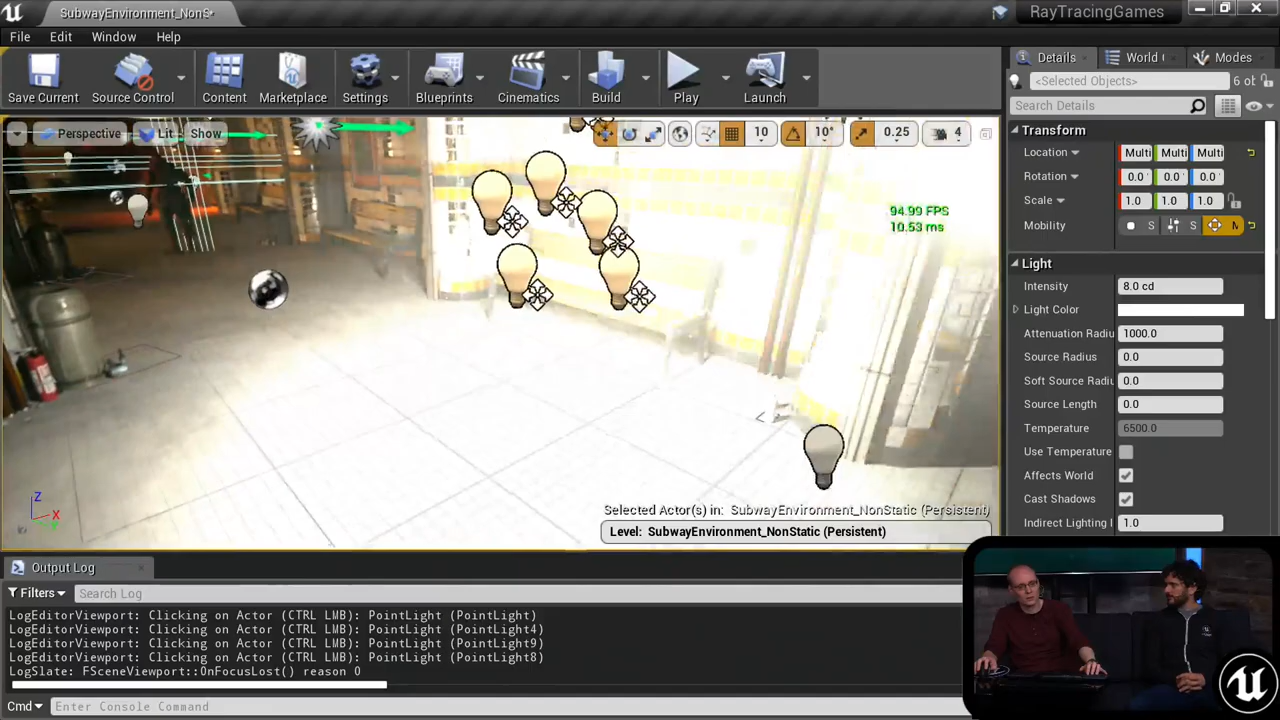 SubwayEnvironment_NonS*
RayTracingGames
File Edit Window Help
Details World Modes
Save Current Source Control Content Marketplace Settings Blueprints Cinematics Build Play Launch
<Selected Objects> 6 ot
Search Details
Perspective Lit Show 10 10° 0.25 4
Transform
Location Multi Multi Multi
Rotation 0.0 0.0 0.0
Scale 1.0 1.0 1.0
Mobility S S M
94.99 FPS
10.53 ms
Light
Intensity 8.0 cd
Light Color
Attenuation Radiu 1000.0
Source Radius 0.0
Soft Source Radiu 0.0
Source Length 0.0
Temperature 6500.0
Use Temperature
Affects World
Cast Shadows
Indirect Lighting I 1.0
Z
X
Y
Selected Actor(s) in: SubwayEnvironment_NonStatic (Persistent)
Level: SubwayEnvironment_NonStatic (Persistent)
Output Log
Filters Search Log
LogEditorViewport: Clicking on Actor (CTRL LMB): PointLight (PointLight)
LogEditorViewport: Clicking on Actor (CTRL LMB): PointLight (PointLight4)
LogEditorViewport: Clicking on Actor (CTRL LMB): PointLight (PointLight9)
LogEditorViewport: Clicking on Actor (CTRL LMB): PointLight (PointLight8)
LogSlate: FSceneViewport::OnFocusLost() reason 0
Cmd Enter Console Command